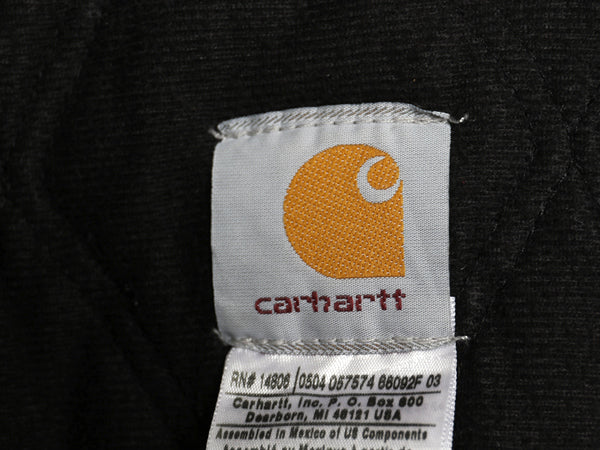 carhartt
RN# 14806 / 0504 057574 66092F 03
Carhartt, Inc. P. O. Box 600
Dearborn, MI 48121 USA
Assembled in Mexico of US Components